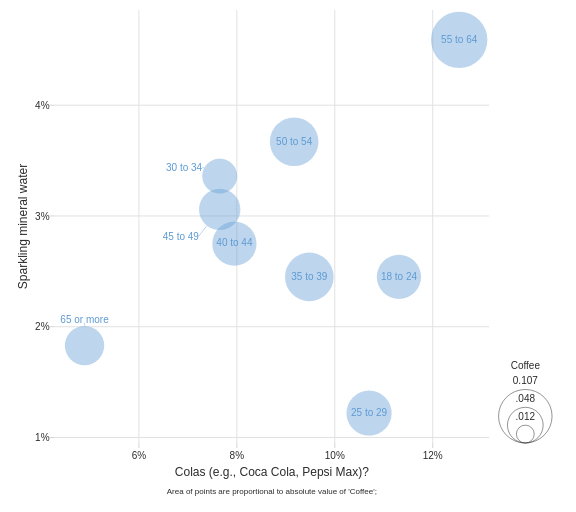 55 to 64
4%
50 to 54
30 to 34
Sparkling mineral water
3%
45 to 49
40 to 44
35 to 39
18 to 24
65 or more
2%
Coffee
0.107
.048
.012
25 to 29
1%
6%
8%
10%
12%
Colas (e.g., Coca Cola, Pepsi Max)?
Area of points are proportional to absolute value of 'Coffee';